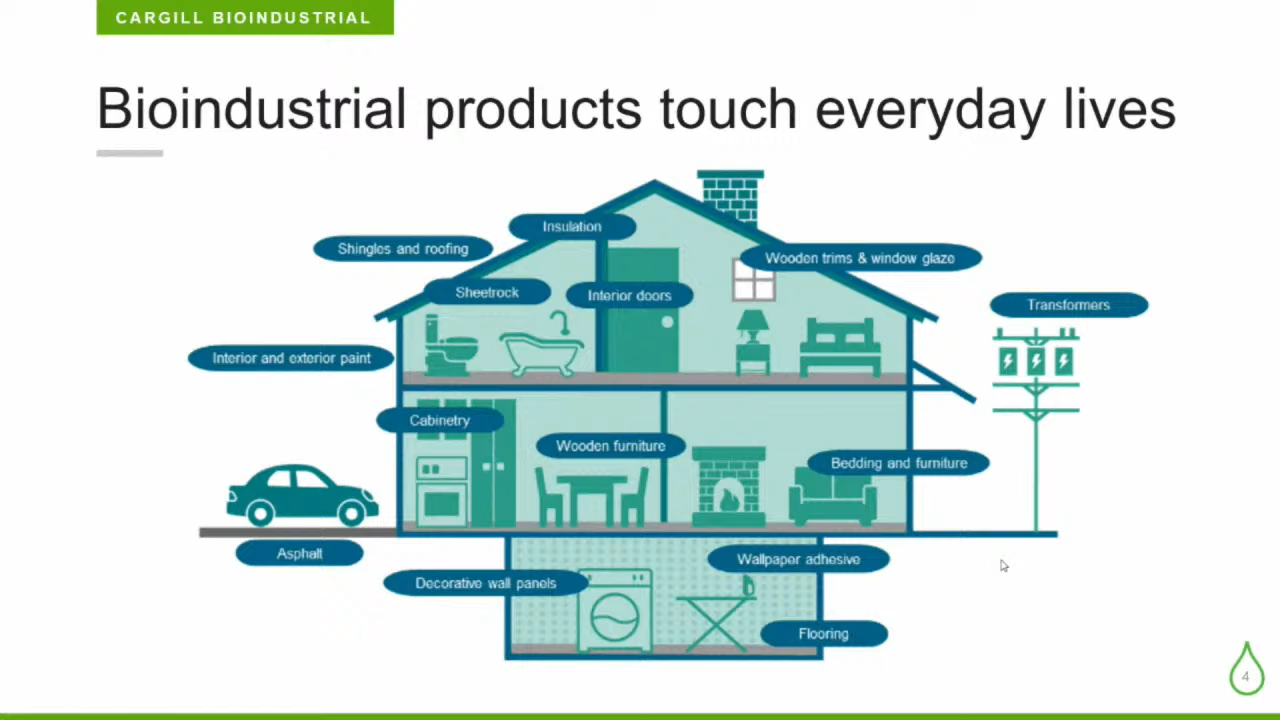 CARGILL BIOINDUSTRIAL
Bioindustrial products touch everyday lives
Insulation
Shingles and roofing
Wooden trims & window glaze
Sheetrock
Interior doors
Transformers
Interior and exterior paint
Cabinetry
Wooden furniture
Bedding and furniture
Asphalt
Wallpaper adhesive
Decorative wall panels
Flooring
4